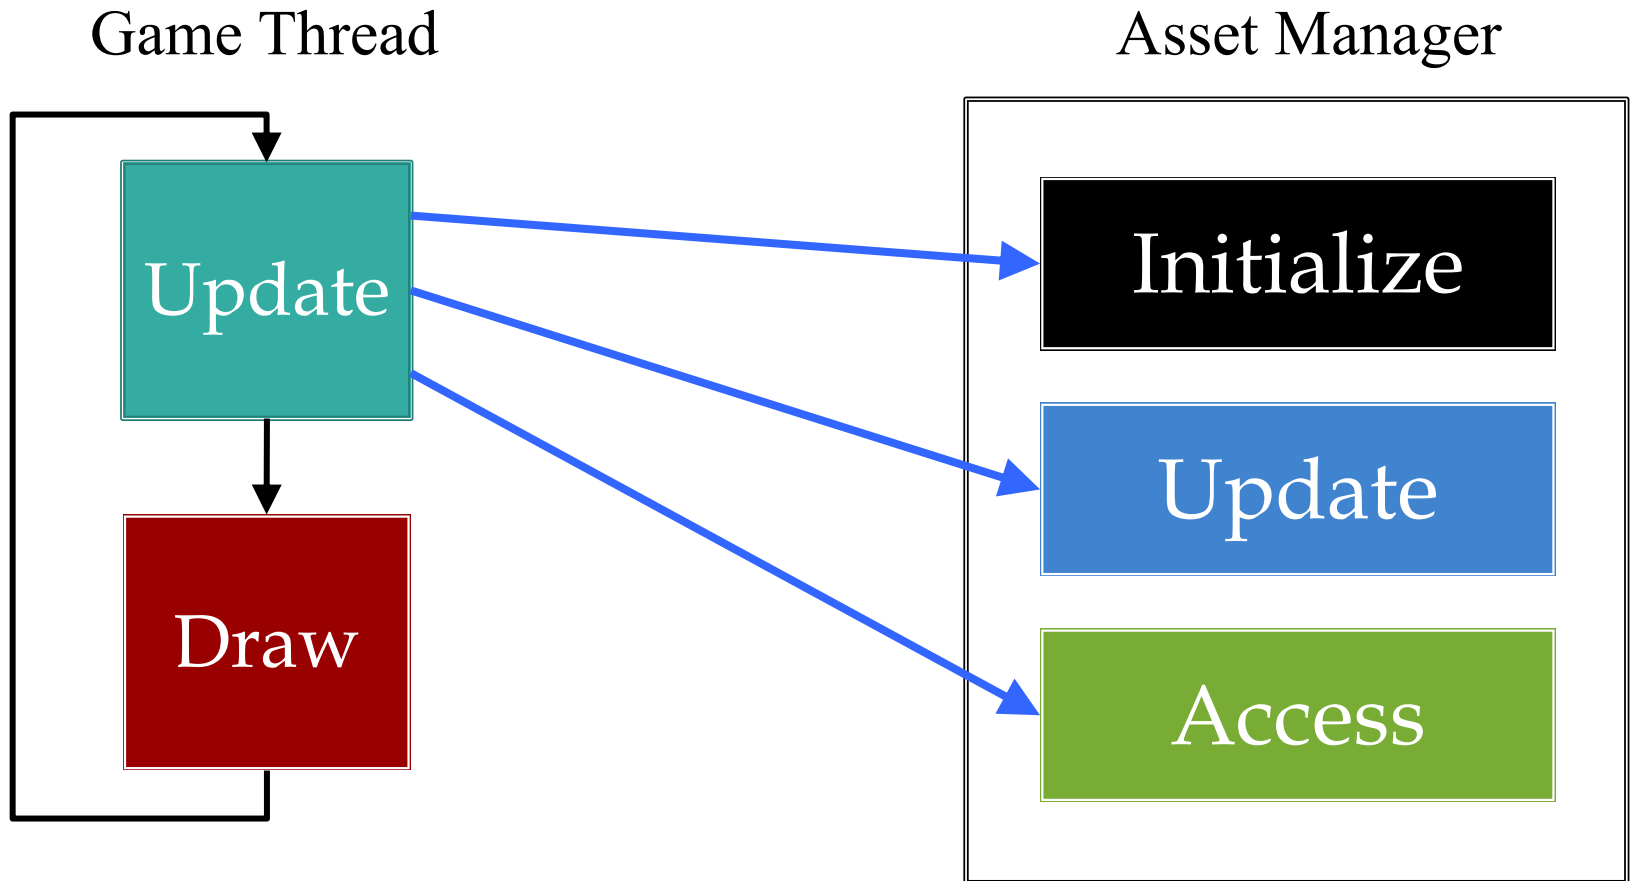 Game Thread
Asset Manager
Update
Draw
Initialize
Update
Access